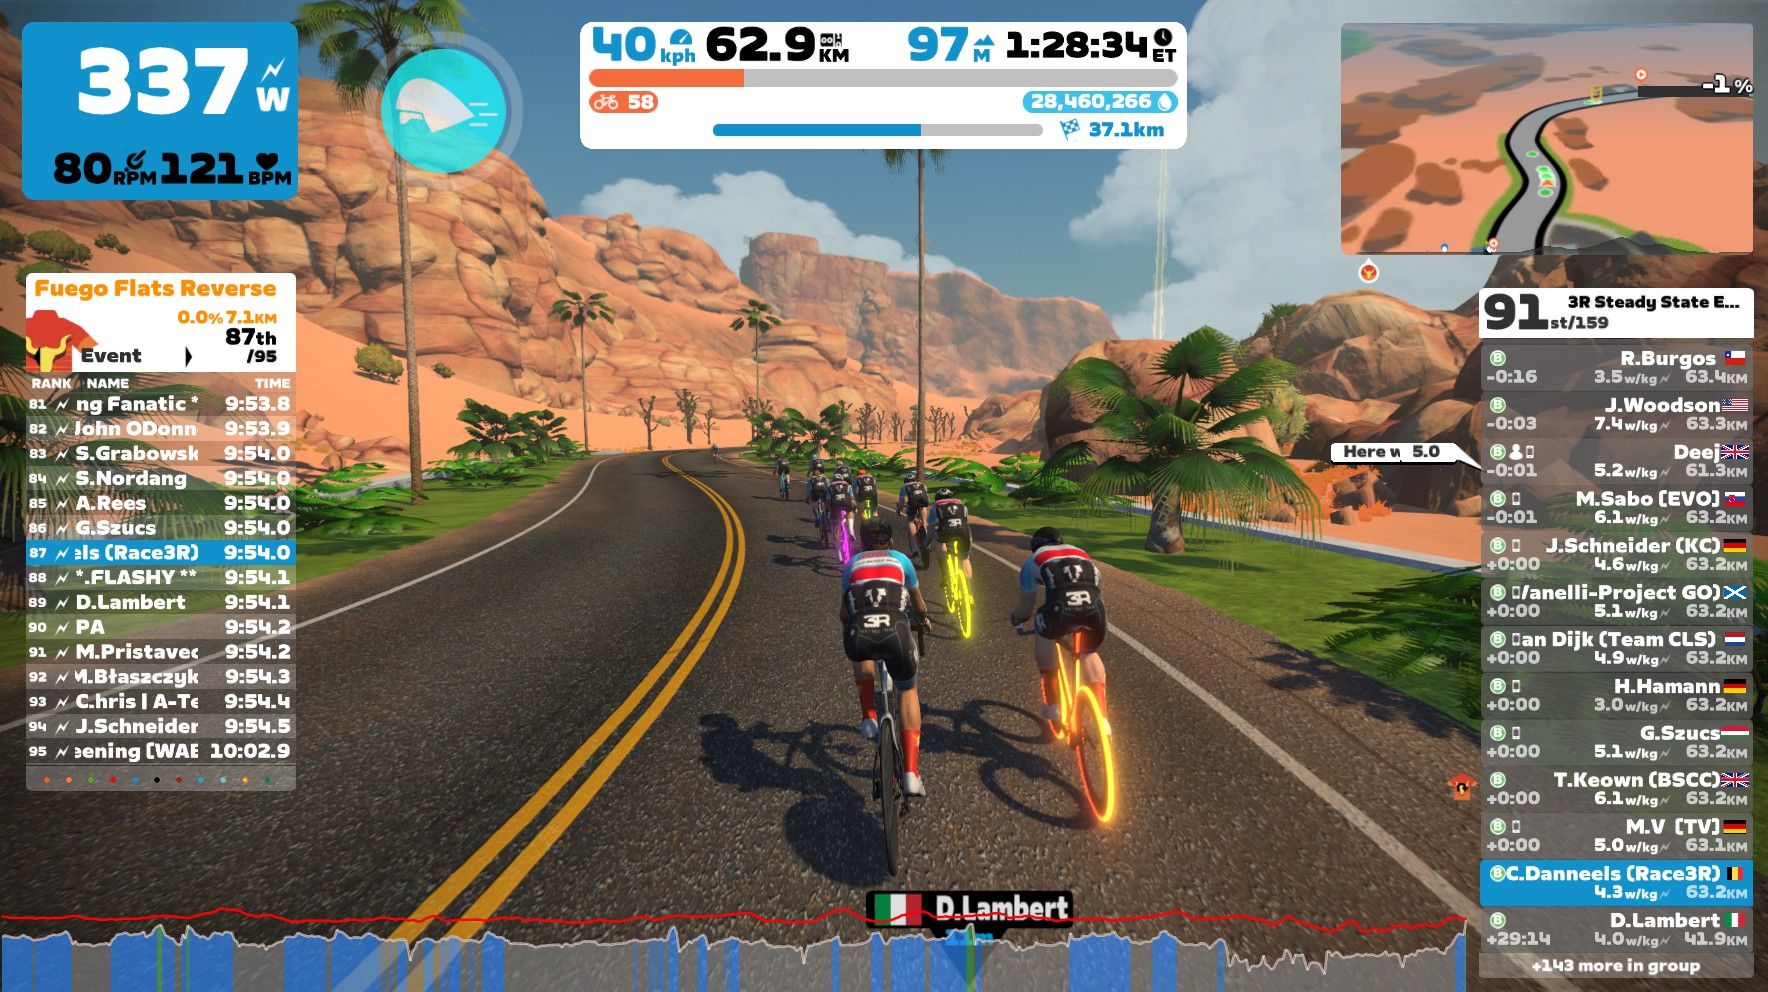 337w
80RPM 121BPM
40kph 62.9KM 97M 1:28:34ET
58
28,460,266
37.1km
-1%
Fuego Flats Reverse
0.0% 7.1KM
87th
Event /95
RANK NAME TIME
81 ng Fanatic * 9:53.8
82 John ODonn 9:53.9
83 S.Grabowsk 9:54.0
84 S.Nordang 9:54.0
85 A.Rees 9:54.0
86 G.Szucs 9:54.0
87 els (Race3R) 9:54.0
88 *.FLASHY ** 9:54.1
89 D.Lambert 9:54.1
90 PA 9:54.2
91 M.Pristavec 9:54.2
92 M.Błaszczyk 9:54.3
93 C.hris | A-Te 9:54.4
94 J.Schneider 9:54.5
95 eening [WAE 10:02.9
91st/159 3R Steady State E...
B R.Burgos
-0:16 3.5w/kg 63.4KM
B J.Woodson
-0:03 7.4w/kg 63.3KM
Here w 5.0
B Deej
-0:01 5.2w/kg 61.3KM
B M.Sabo [EVO]
-0:01 6.1w/kg 63.2KM
B J.Schneider (KC)
+0:00 4.6w/kg 63.2KM
B /anelli-Project GO)
+0:00 5.1w/kg 63.2KM
B an Dijk (Team CLS)
+0:00 4.9w/kg 63.2KM
B H.Hamann
+0:00 3.0w/kg 63.2KM
B G.Szucs
+0:00 5.1w/kg 63.2KM
B T.Keown (BSCC)
+0:00 6.1w/kg 63.2KM
B M.V [TV]
+0:00 5.0w/kg 63.1KM
B C.Danneels (Race3R)
4.3w/kg 63.2KM
B D.Lambert
+29:14 4.0w/kg 41.9KM
+143 more in group
3R
3R
3R
D.Lambert